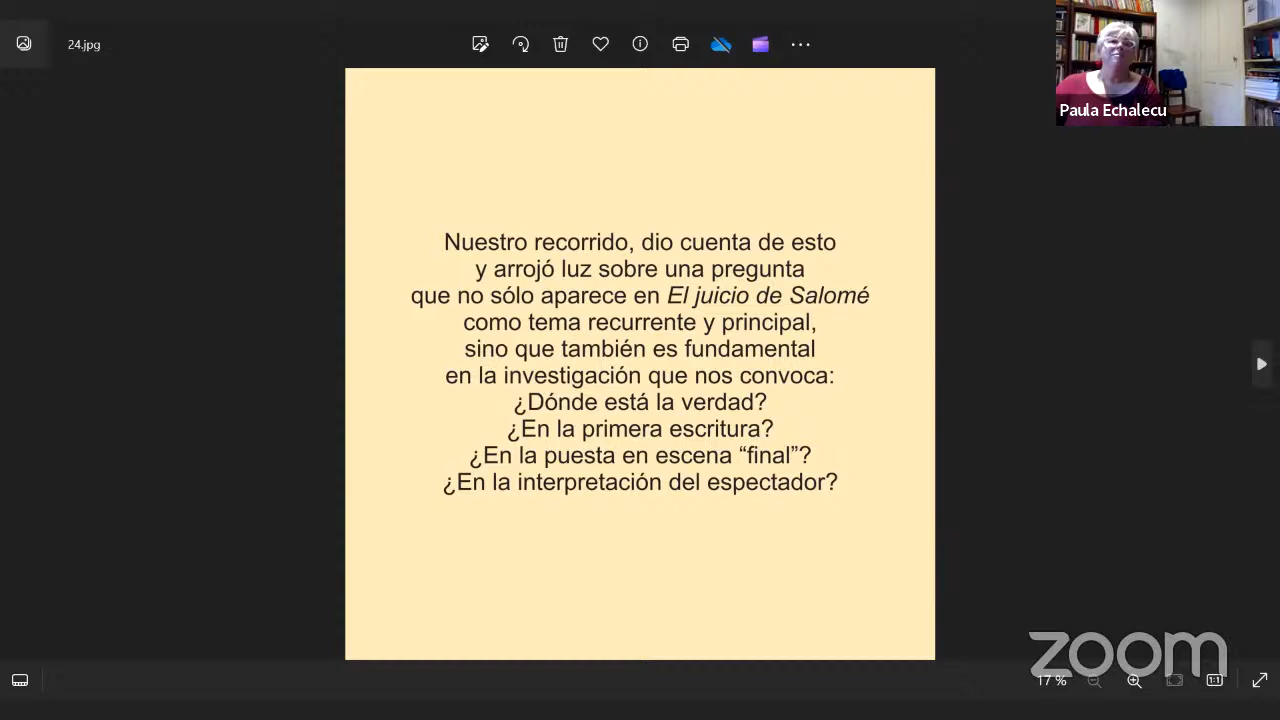 24.jpg
Paula Echalecu
Nuestro recorrido, dio cuenta de esto
y arrojó luz sobre una pregunta
que no sólo aparece en El juicio de Salomé
como tema recurrente y principal,
sino que también es fundamental
en la investigación que nos convoca:
¿Dónde está la verdad?
¿En la primera escritura?
¿En la puesta en escena “final”?
¿En la interpretación del espectador?
zoom
17 %
1:1